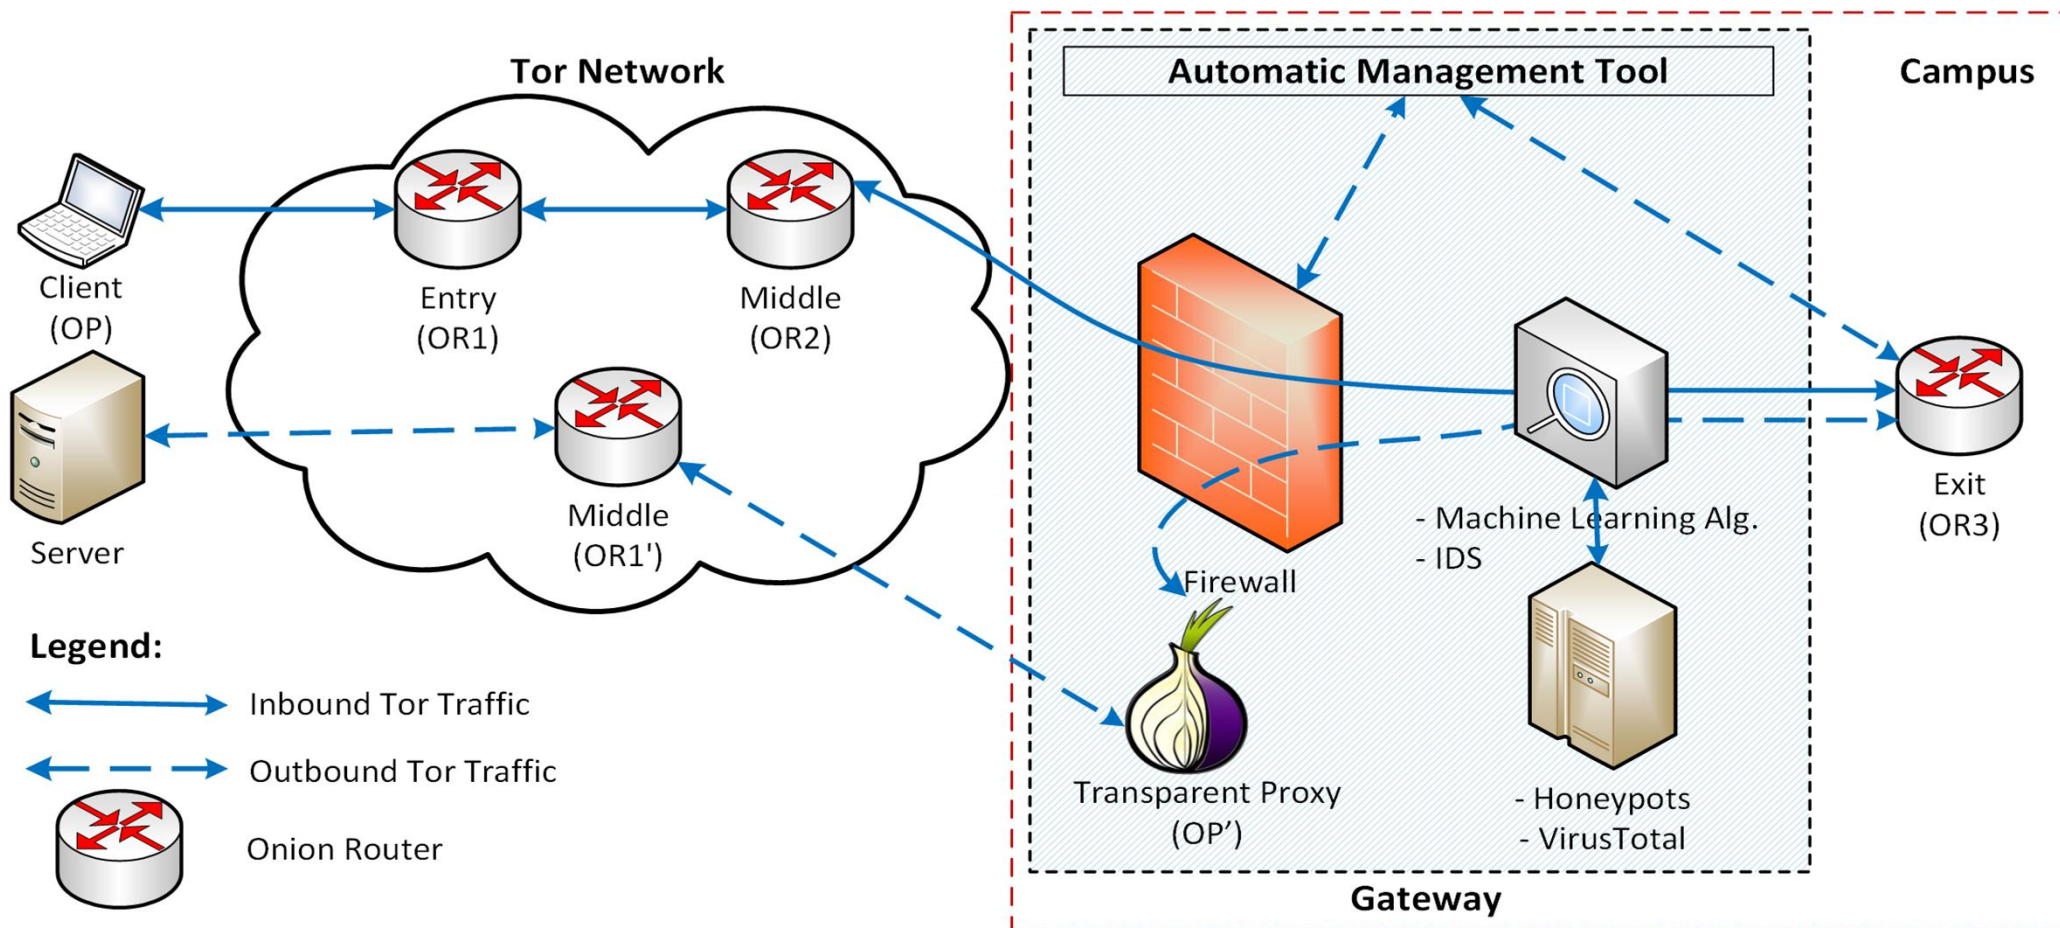 Tor Network
Automatic Management Tool
Campus
Client
(OP)
Entry
(OR1)
Middle
(OR2)
Server
Middle
(OR1')
Firewall
- Machine Learning Alg.
- IDS
Exit
(OR3)
Transparent Proxy
(OP’)
- Honeypots
- VirusTotal
Gateway
Legend:
Inbound Tor Traffic
Outbound Tor Traffic
Onion Router